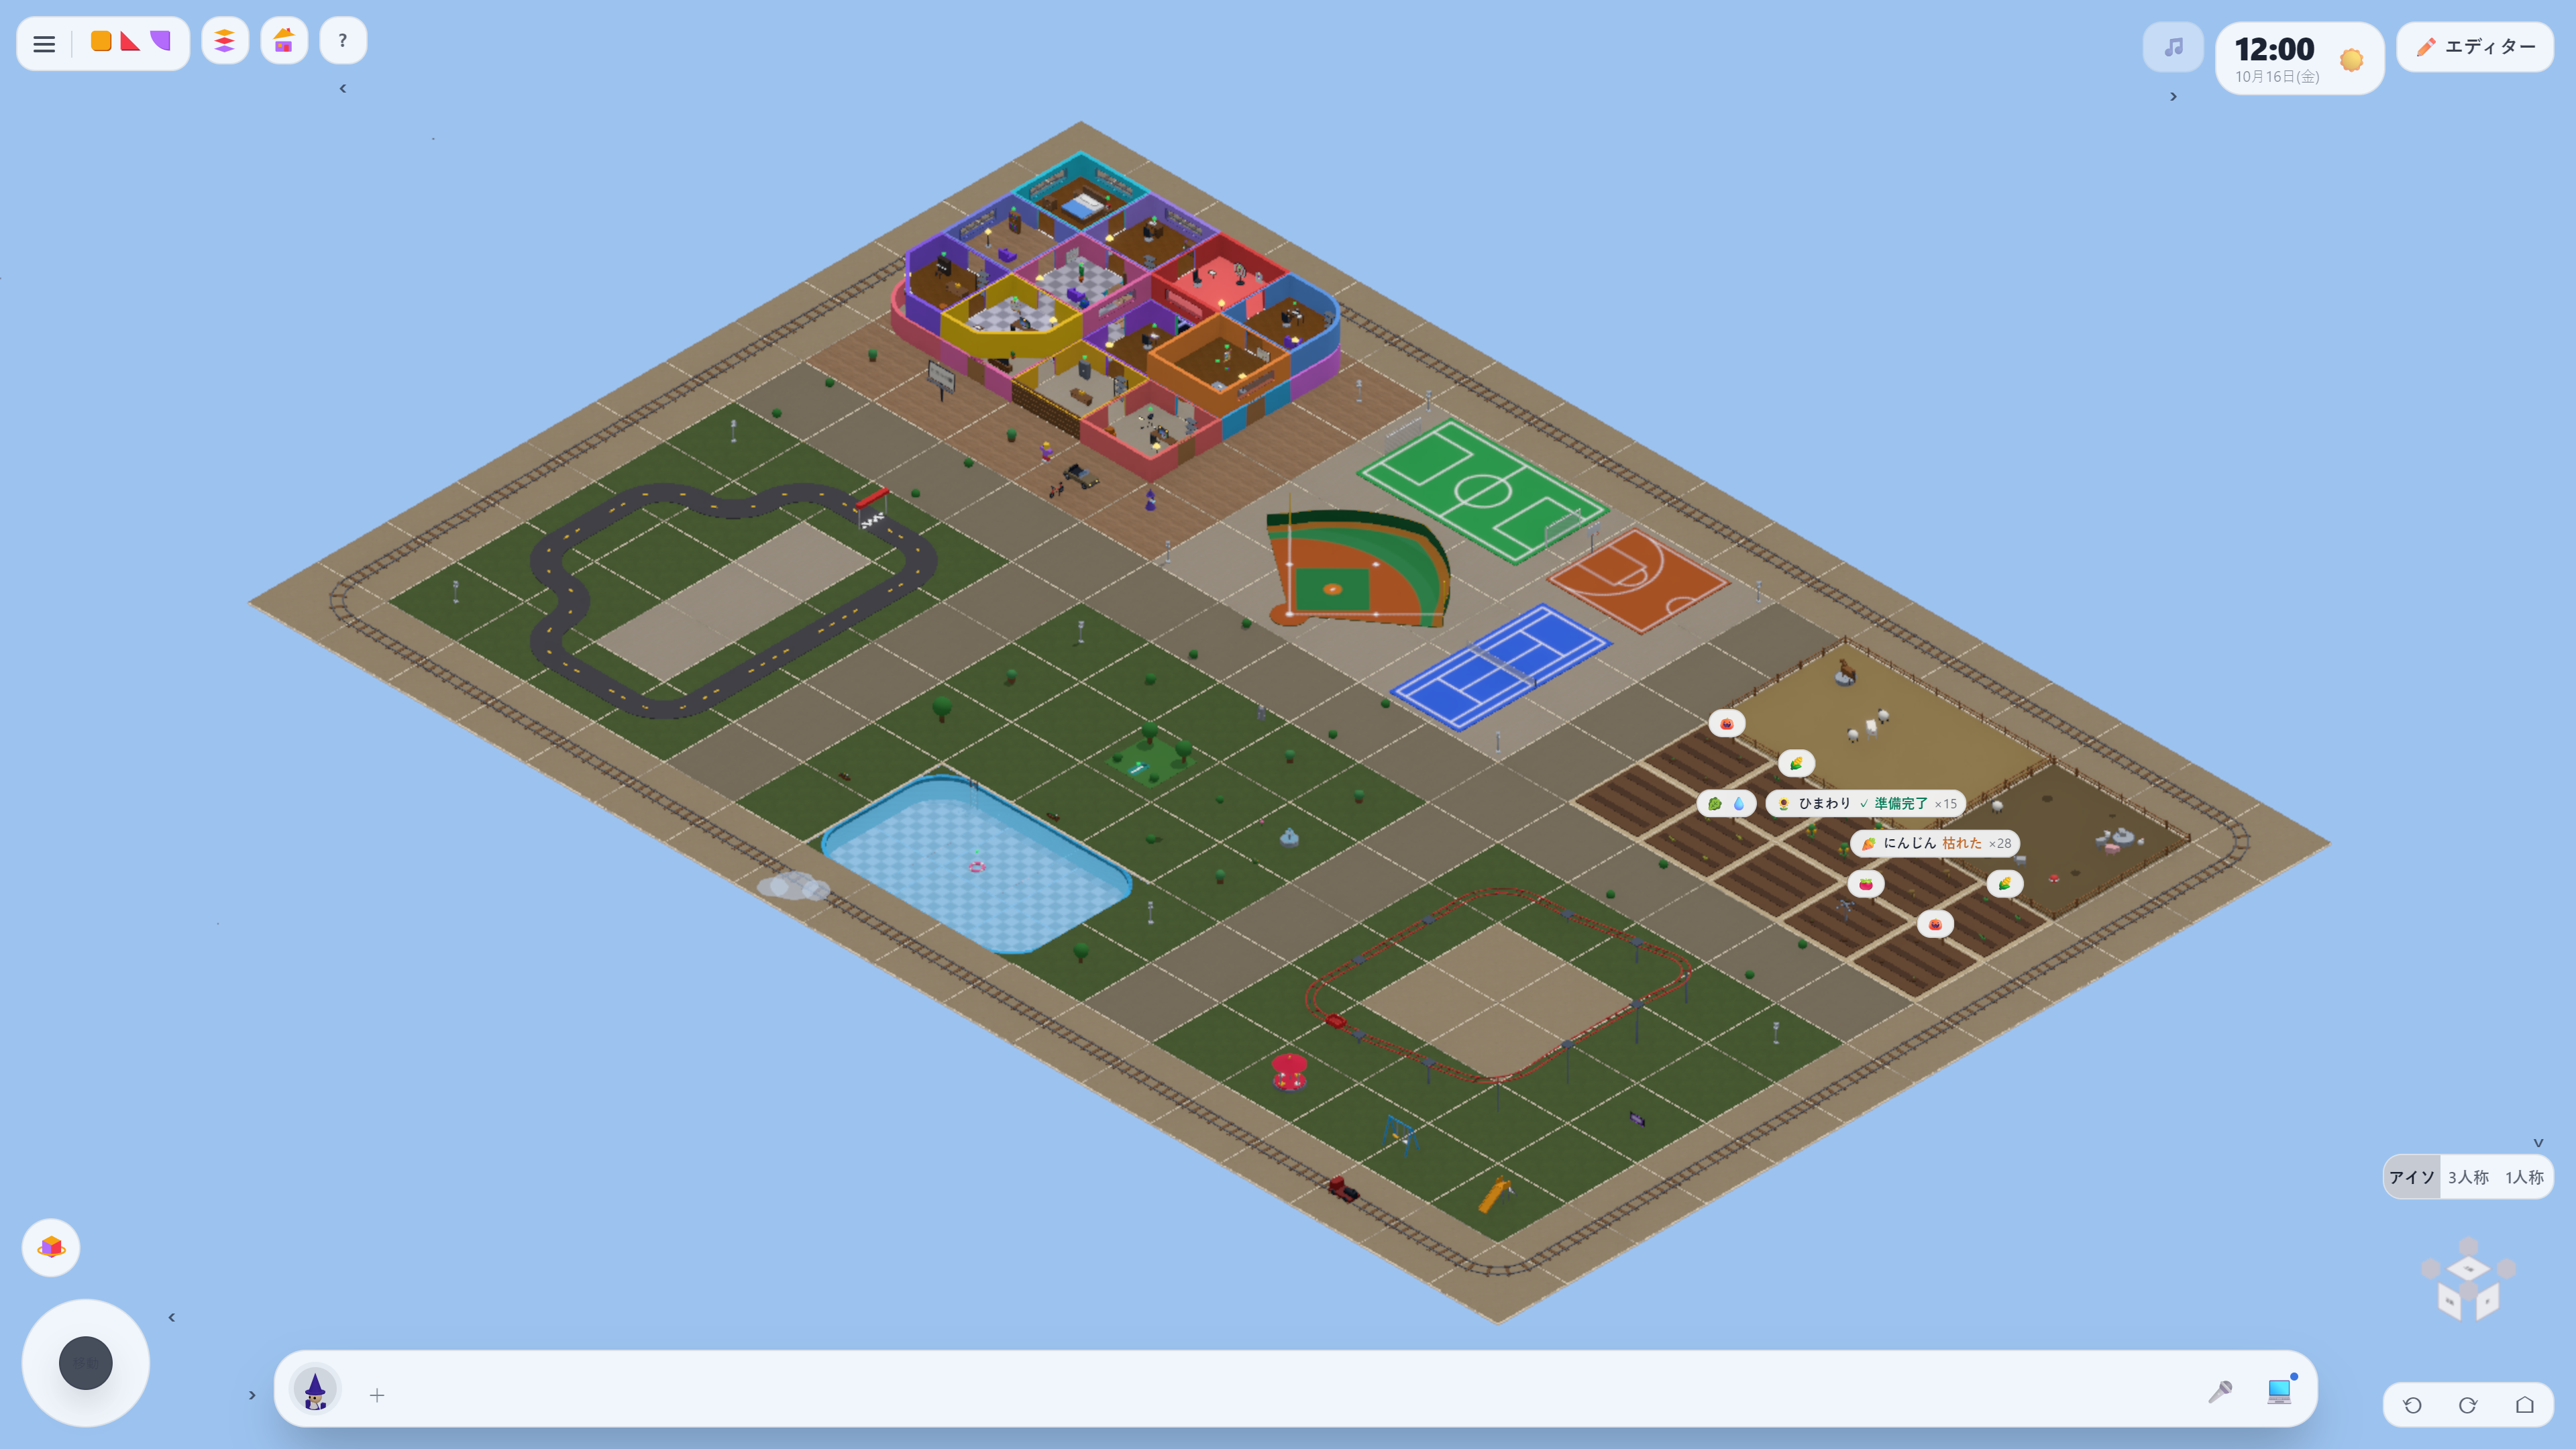 ?
12:00
10月16日(金)
エディター
ひまわり ✓ 準備完了 ×15
にんじん 枯れた ×28
アイソ 3人称 1人称
移動